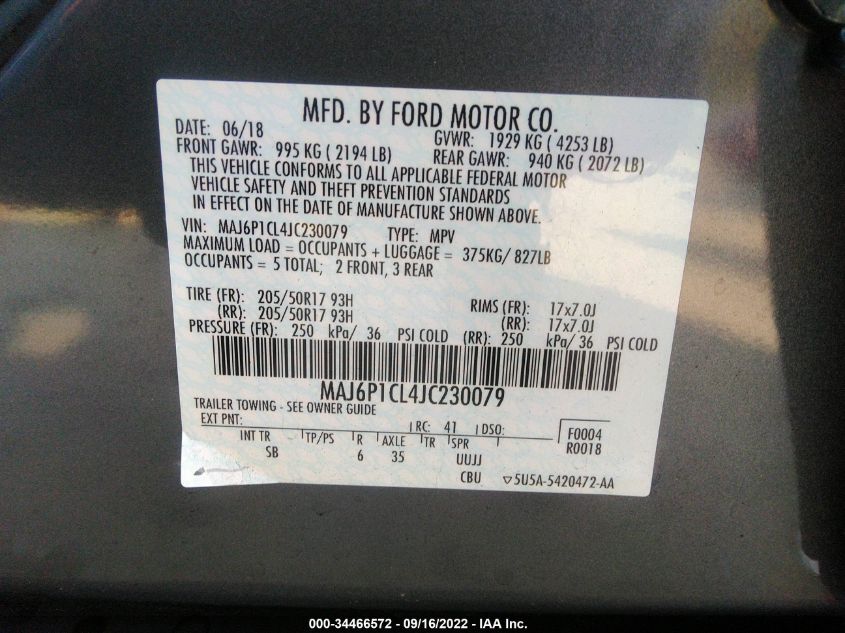 MFD. BY FORD MOTOR CO.
DATE: 06/18 GVWR: 1929 KG ( 4253 LB)
FRONT GAWR: 995 KG ( 2194 LB) REAR GAWR: 940 KG ( 2072 LB)
THIS VEHICLE CONFORMS TO ALL APPLICABLE FEDERAL MOTOR
VEHICLE SAFETY AND THEFT PREVENTION STANDARDS
IN EFFECT ON THE DATE OF MANUFACTURE SHOWN ABOVE.
VIN: MAJ6P1CL4JC230079 TYPE: MPV
MAXIMUM LOAD = OCCUPANTS + LUGGAGE = 375KG/ 827LB
OCCUPANTS = 5 TOTAL; 2 FRONT, 3 REAR
TIRE (FR): 205/50R17 93H RIMS (FR): 17x7.0J
(RR): 205/50R17 93H (RR): 17x7.0J
PRESSURE (FR): 250 kPa/ 36 PSI COLD (RR): 250 kPa/ 36 PSI COLD
MAJ6P1CL4JC230079
TRAILER TOWING - SEE OWNER GUIDE
EXT PNT: RC: 41 DSO: F0004
R0018
INT TR TP/PS R AXLE TR SPR
SB 6 35 UUJJ
CBU ▽5U5A-5420472-AA
000-34466572 - 09/16/2022 - IAA Inc.